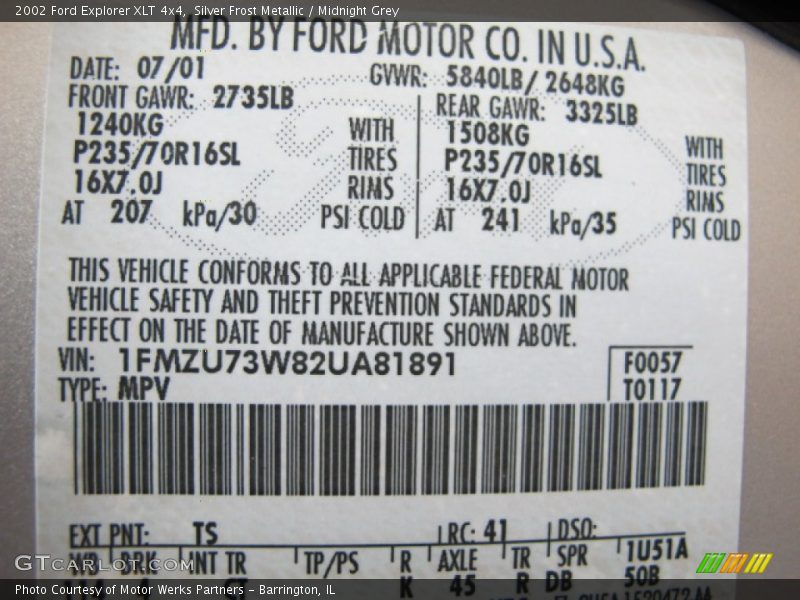 2002 Ford Explorer XLT 4x4, Silver Frost Metallic / Midnight Grey
MFD. BY FORD MOTOR CO. IN U.S.A.
DATE: 07/01 GVWR: 5840LB/ 2648KG
FRONT GAWR: 2735LB REAR GAWR: 3325LB
1240KG WITH 1508KG WITH
P235/70R16SL TIRES P235/70R16SL TIRES
16X7.0J RIMS 16X7.0J RIMS
AT 207 kPa/30 PSI COLD AT 241 kPa/35 PSI COLD
THIS VEHICLE CONFORMS TO ALL APPLICABLE FEDERAL MOTOR
VEHICLE SAFETY AND THEFT PREVENTION STANDARDS IN
EFFECT ON THE DATE OF MANUFACTURE SHOWN ABOVE.
VIN: 1FMZU73W82UA81891 F0057
TYPE: MPV T0117
EXT PNT: TS RC: 41 DSO:
WB BRK INT TR TP/PS R AXLE TR SPR 1U51A
K 45 R DB 50B
GTCarLot.com
Photo Courtesy of Motor Werks Partners - Barrington, IL